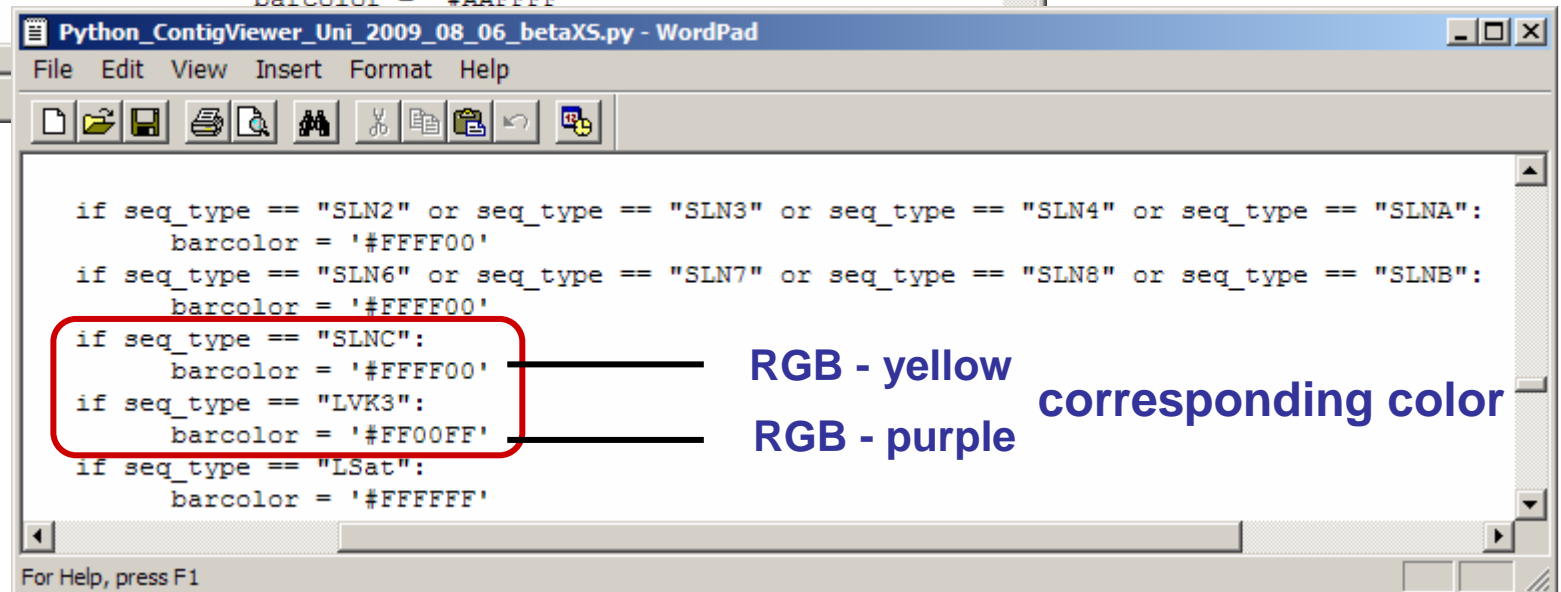 barcolor = '#AAFFFF'
Python_ContigViewer_Uni_2009_08_06_betaXS.py - WordPad
File Edit View Insert Format Help
if seq_type == "SLN2" or seq_type == "SLN3" or seq_type == "SLN4" or seq_type == "SLNA":
barcolor = '#FFFF00'
if seq_type == "SLN6" or seq_type == "SLN7" or seq_type == "SLN8" or seq_type == "SLNB":
barcolor = '#FFFF00'
if seq_type == "SLNC":
barcolor = '#FFFF00'
RGB - yellow
if seq_type == "LVK3":
corresponding color
barcolor = '#FF00FF'
RGB - purple
if seq_type == "LSat":
barcolor = '#FFFFFF'
For Help, press F1